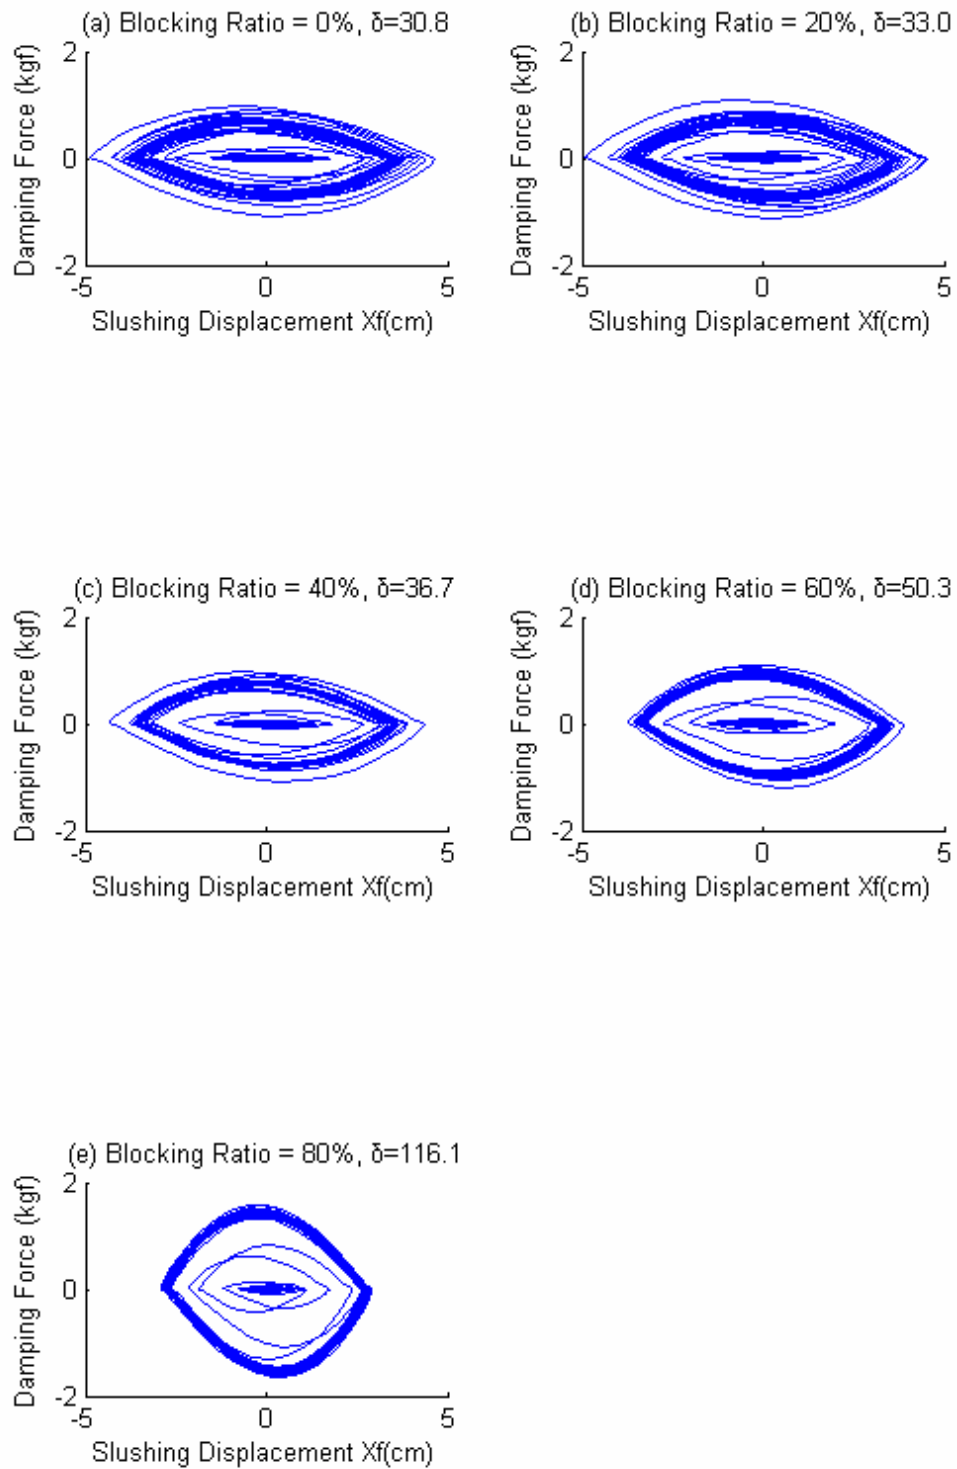 (a) Blocking Ratio = 0%, δ=30.8
2
0
-2
Damping Force (kgf)
-5
0
5
Slushing Displacement Xf(cm)
(b) Blocking Ratio = 20%, δ=33.0
2
0
-2
Damping Force (kgf)
-5
0
5
Slushing Displacement Xf(cm)
(c) Blocking Ratio = 40%, δ=36.7
2
0
-2
Damping Force (kgf)
-5
0
5
Slushing Displacement Xf(cm)
(d) Blocking Ratio = 60%, δ=50.3
2
0
-2
Damping Force (kgf)
-5
0
5
Slushing Displacement Xf(cm)
(e) Blocking Ratio = 80%, δ=116.1
2
0
-2
Damping Force (kgf)
-5
0
5
Slushing Displacement Xf(cm)